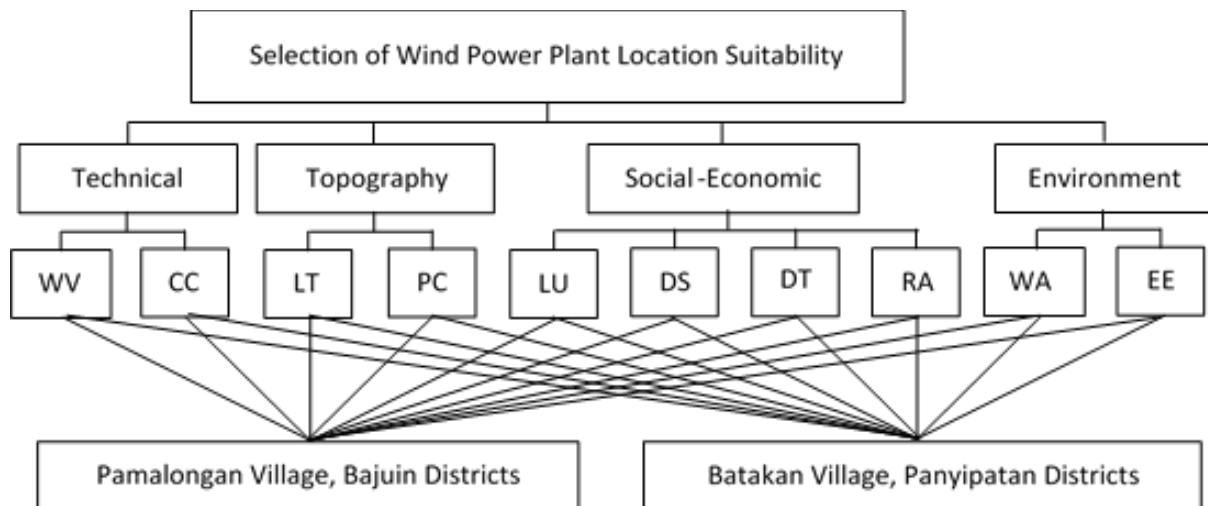 Selection of Wind Power Plant Location Suitability
Technical
Topography
Social-Economic
Environment
WV
CC
LT
PC
LU
DS
DT
RA
WA
EE
Pamalongan Village, Bajuin Districts
Batakan Village, Panyipatan Districts